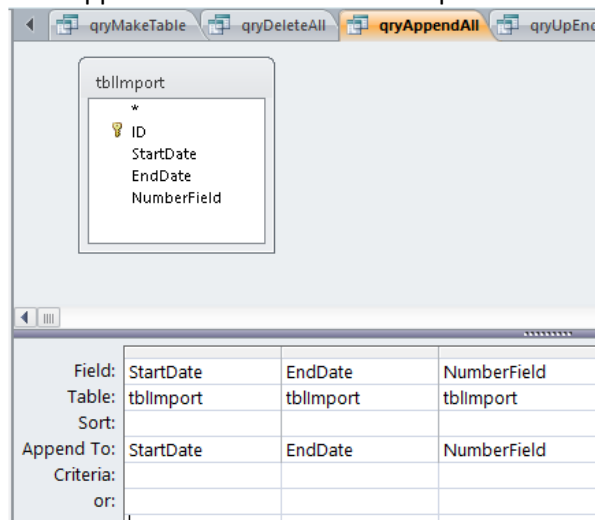 qryMakeTable qryDeleteAll qryAppendAll qryUpEnd
tblImport
*
ID
StartDate
EndDate
NumberField
Field: StartDate EndDate NumberField
Table: tblImport tblImport tblImport
Sort:
Append To: StartDate EndDate NumberField
Criteria:
or: